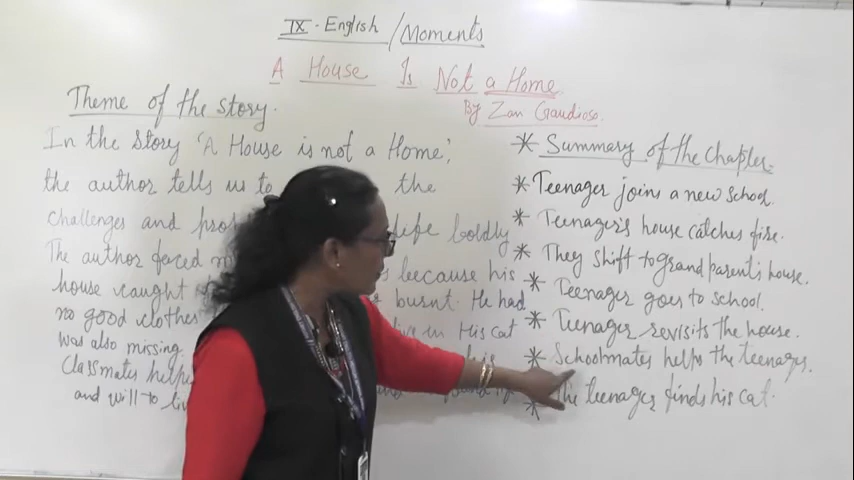 IX - English / Moments
A House Is Not a Home
By Zan Gaudioso.
Theme of the story.
In the story 'A House is not a Home',
the author tells us to the
challenges and life boldly
The author faced because his
house caught burnt. He had
no good clothes live in His cat
was also missing. his
Classmates
and will to
* Summary of the Chapter
* Teenager joins a new school.
* Teenager's house catches fire.
* They shift to grandparent's house.
* Teenager goes to school.
* Teenager revisits the house.
* Schoolmates helps the teenager.
* The teenager finds his cat.